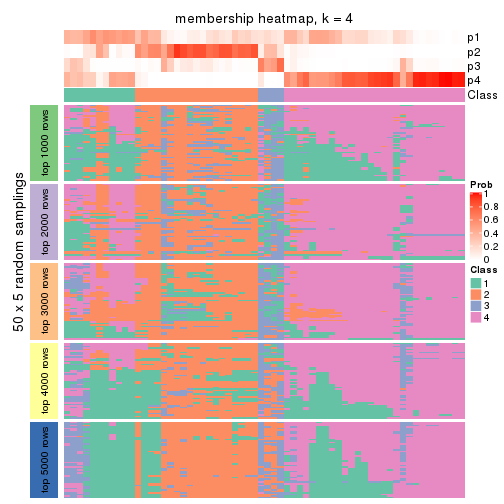 membership heatmap, k = 4
p1
p2
p3
p4
Class
50 x 5 random samplings
top 1000 rows
top 2000 rows
top 3000 rows
top 4000 rows
top 5000 rows
Prob
1
0.8
0.6
0.4
0.2
0
Class
1
2
3
4